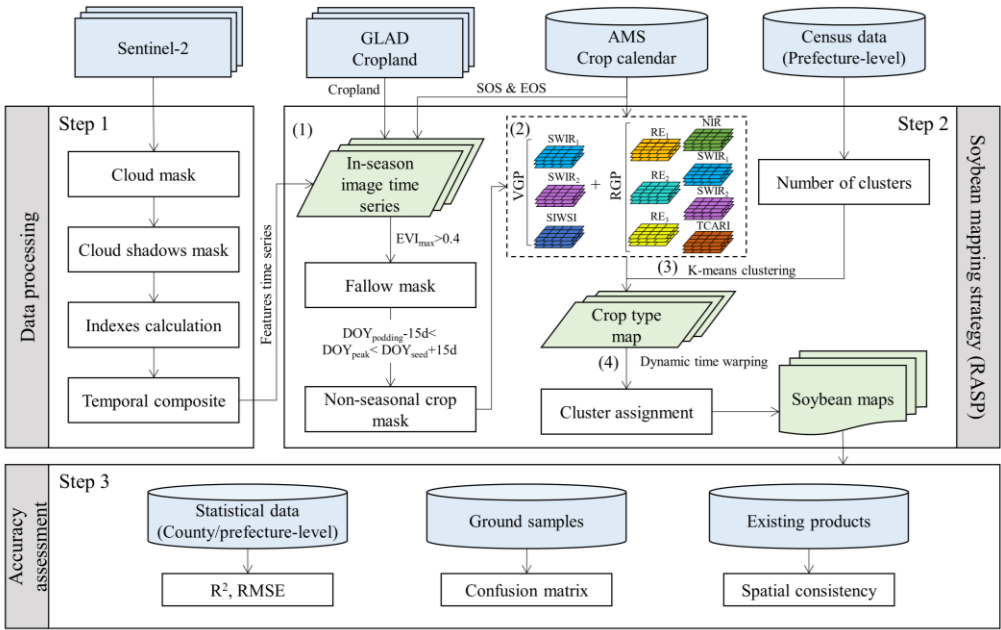 Sentinel-2
GLAD
Cropland
AMS
Crop calendar
Census data
(Prefecture-level)
Cropland
SOS & EOS
Data processing
Step 1
Cloud mask
Cloud shadows mask
Indexes calculation
Temporal composite
Features time series
Step 2
Soybean mapping
strategy (RASP)
(1)
In-season
image time
series
EVImax>0.4
Fallow mask
DOYpodding-15d<
DOYpeak< DOYseed+15d
Non-seasonal crop
mask
(2)
VGP
SWIR1
SWIR2
SIWSI
+
RGP
RE1
RE2
RE3
NIR
SWIR1
SWIR2
TCARI
Number of clusters
(3)
K-means clustering
Crop type
map
(4)
Dynamic time warping
Cluster assignment
Soybean maps
Accuracy
assessment
Step 3
Statistical data
(County/prefecture-level)
R², RMSE
Ground samples
Confusion matrix
Existing products
Spatial consistency